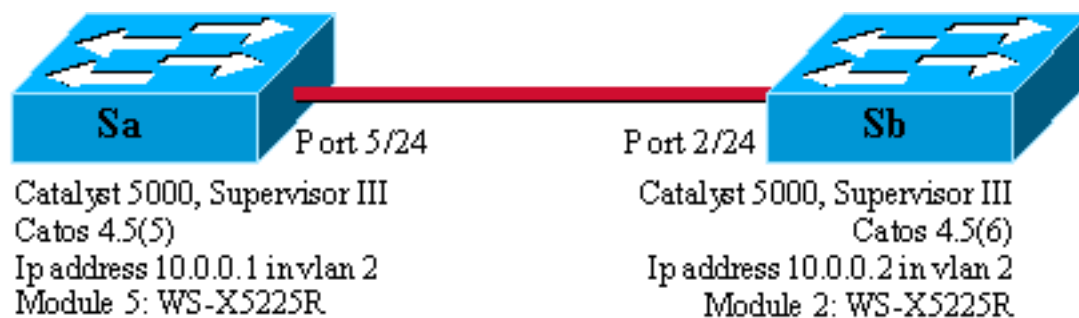 Sa
Sb
Port 5/24
Port 2/24
Catalyst 5000, Supervisor III
Catos 4.5(5)
Ip address 10.0.0.1 in vlan 2
Module 5: WS-X5225R
Catalyst 5000, Supervisor III
Catos 4.5(6)
Ip address 10.0.0.2 in vlan 2
Module 2: WS-X5225R